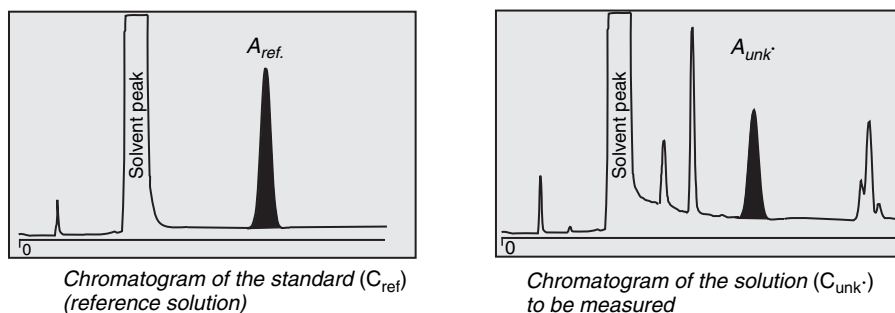 A_ref.
Solvent peak
0
Chromatogram of the standard (C_ref)
(reference solution)
A_unk·
Solvent peak
0
Chromatogram of the solution (C_unk·)
to be measured